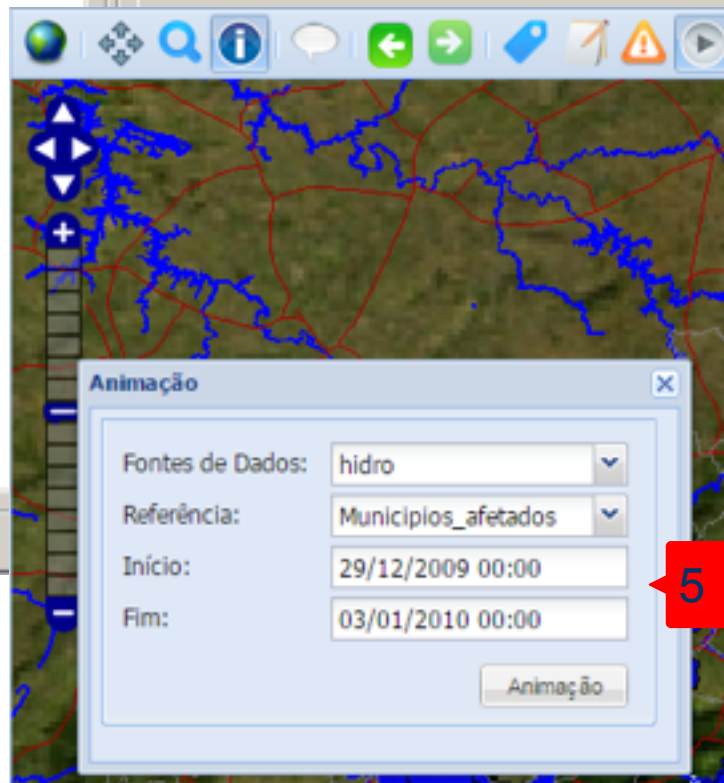 Animação
Fontes de Dados: hidro
Referência: Municipios_afetados
Início: 29/12/2009 00:00
Fim: 03/01/2010 00:00
5
Animação